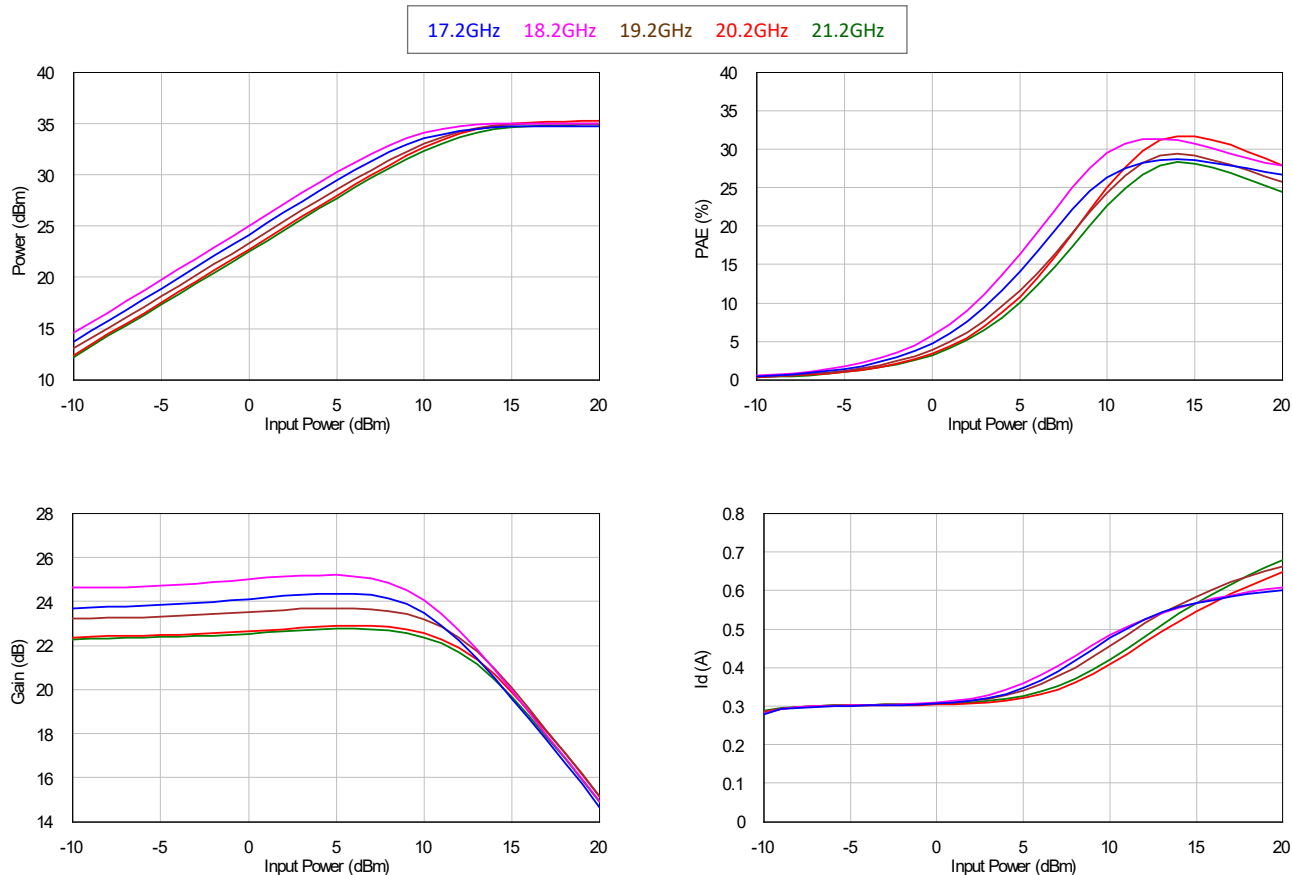 17.2GHz 18.2GHz 19.2GHz 20.2GHz 21.2GHz
40
35
30
25
20
15
10
Power (dBm)
-10 -5 0 5 10 15 20
Input Power (dBm)
40
35
30
25
20
15
10
5
0
PAE (%)
-10 -5 0 5 10 15 20
Input Power (dBm)
28
26
24
22
20
18
16
14
Gain (dB)
-10 -5 0 5 10 15 20
Input Power (dBm)
0.8
0.7
0.6
0.5
0.4
0.3
0.2
0.1
0
Id (A)
-10 -5 0 5 10 15 20
Input Power (dBm)